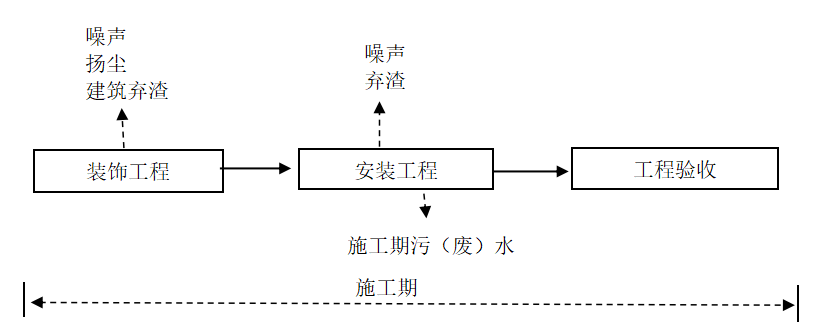 噪声
扬尘
建筑弃渣
噪声
弃渣
装饰工程
安装工程
工程验收
施工期污（废）水
施工期